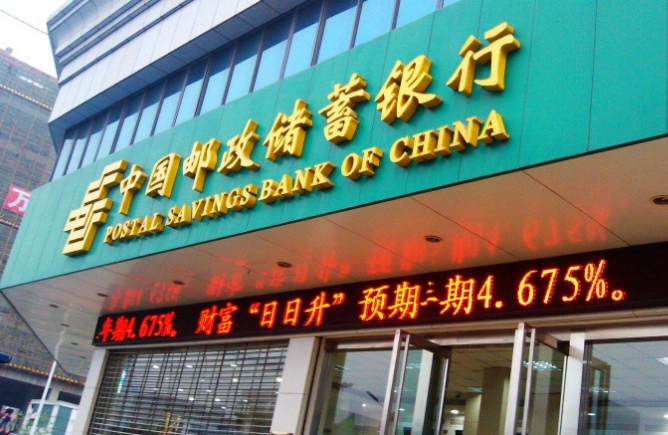 中国邮政储蓄银行
POSTAL SAVINGS BANK OF CHINA
年期4.675%。 财富“日日升”预期三期4.675%。
万